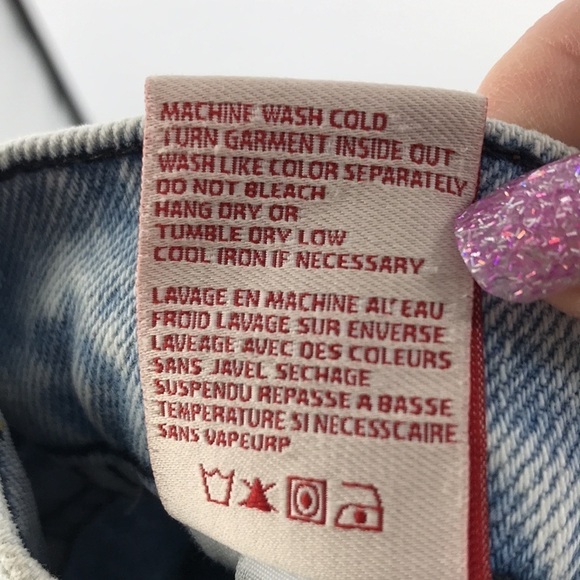 MACHINE WASH COLD
TURN GARMENT INSIDE OUT
WASH LIKE COLOR SEPARATELY
DO NOT BLEACH
HANG DRY OR
TUMBLE DRY LOW
COOL IRON IF NECESSARY
LAVAGE EN MACHINE AL'EAU
FROID LAVAGE SUR ENVERSE
LAVEAGE AVEC DES COLEURS
SANS JAVEL SECHAGE
SUSPENDU REPASSE A BASSE
TEMPERATURE SI NECESSCAIRE
SANS VAPEURP